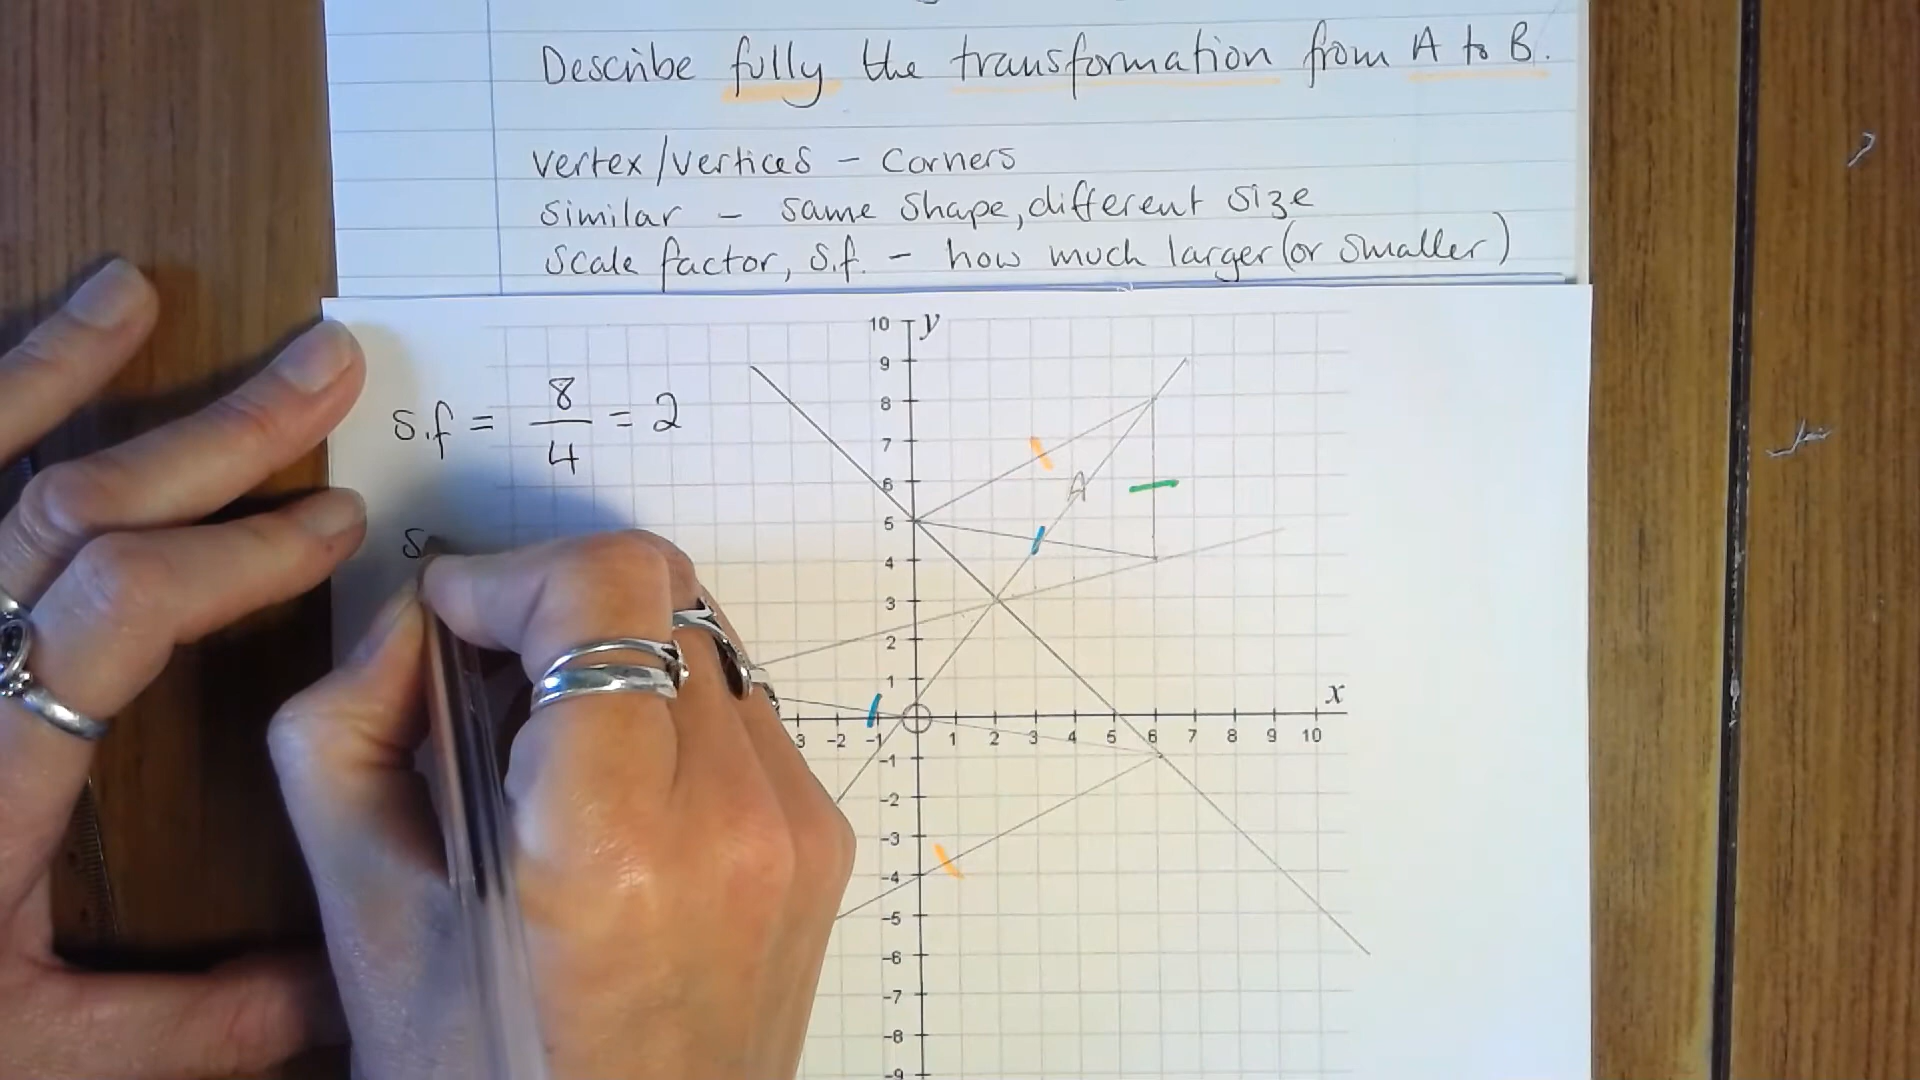 Describe fully the transformation from A to B.
vertex/vertices – corners
similar – same shape, different size
scale factor, s.f. – how much larger (or smaller)
s.f = 8/4 = 2
s
10 y
9
8
7
6
5
4
3
2
1
A
x
3 -2 -1 1 2 3 4 5 6 7 8 9 10
-1
-2
-3
-4
-5
-6
-7
-8
-9